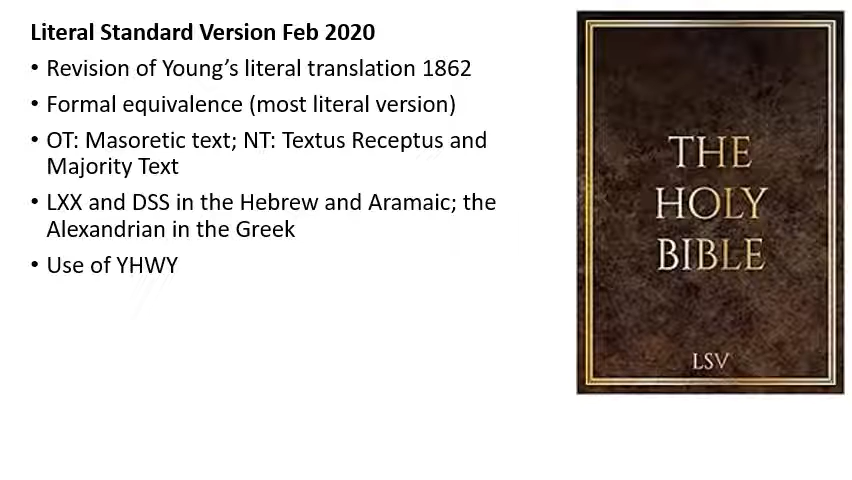 Literal Standard Version Feb 2020
• Revision of Young’s literal translation 1862
• Formal equivalence (most literal version)
• OT: Masoretic text; NT: Textus Receptus and
Majority Text
• LXX and DSS in the Hebrew and Aramaic; the
Alexandrian in the Greek
• Use of YHWY
THE
HOLY
BIBLE
LSV